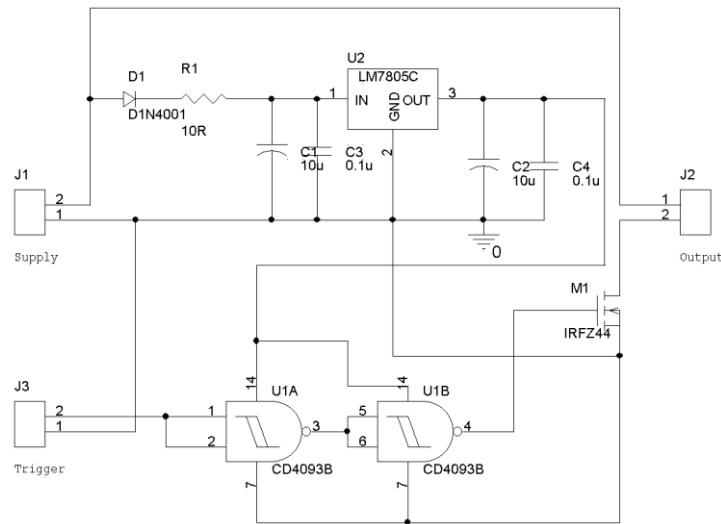 U2
LM7805C
D1
R1
1
IN
GND
OUT
3
D1N4001
10R
2
C1
10u
C3
0.1u
C2
10u
C4
0.1u
J1
2
1
Supply
J2
1
2
Output
0
M1
IRFZ44
J3
2
1
Trigger
14
U1A
1
2
3
CD4093B
7
14
U1B
5
6
4
CD4093B
7